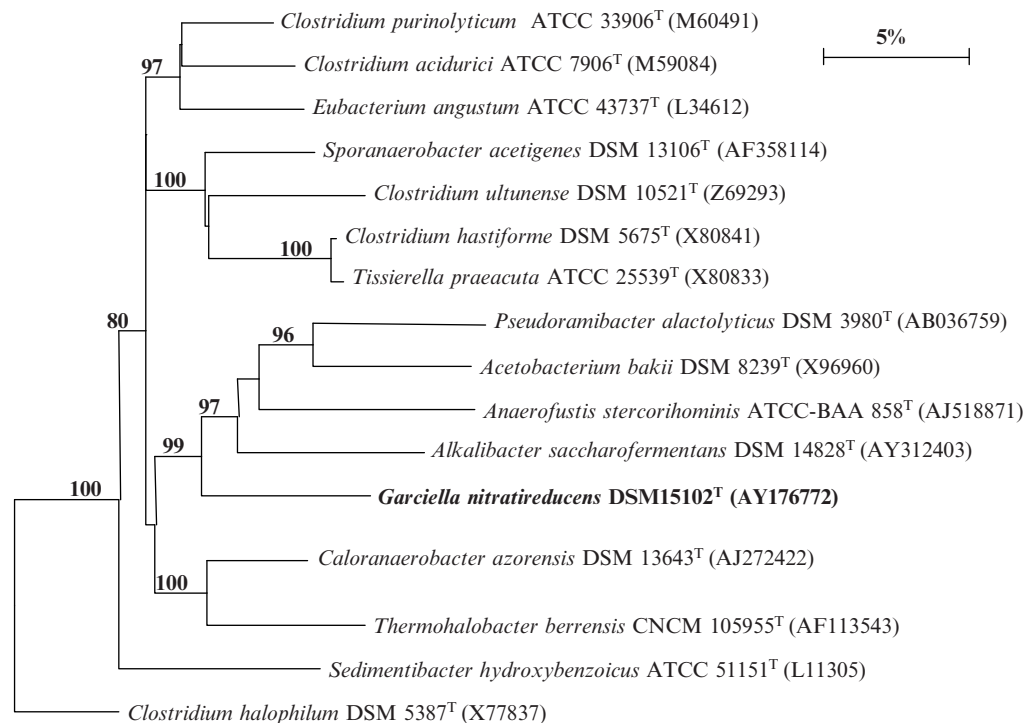 Clostridium purinolyticum ATCC 33906ᵀ (M60491)
5%
97
Clostridium acidurici ATCC 7906ᵀ (M59084)
Eubacterium angustum ATCC 43737ᵀ (L34612)
Sporanaerobacter acetigenes DSM 13106ᵀ (AF358114)
100
Clostridium ultunense DSM 10521ᵀ (Z69293)
Clostridium hastiforme DSM 5675ᵀ (X80841)
100
Tissierella praeacuta ATCC 25539ᵀ (X80833)
80
Pseudoramibacter alactolyticus DSM 3980ᵀ (AB036759)
96
Acetobacterium bakii DSM 8239ᵀ (X96960)
97
Anaerofustis stercorihominis ATCC-BAA 858ᵀ (AJ518871)
99
Alkalibacter saccharofermentans DSM 14828ᵀ (AY312403)
100
Garciella nitratireducens DSM15102ᵀ (AY176772)
Caloranaerobacter azorensis DSM 13643ᵀ (AJ272422)
100
Thermohalobacter berrensis CNCM 105955ᵀ (AF113543)
Sedimentibacter hydroxybenzoicus ATCC 51151ᵀ (L11305)
Clostridium halophilum DSM 5387ᵀ (X77837)